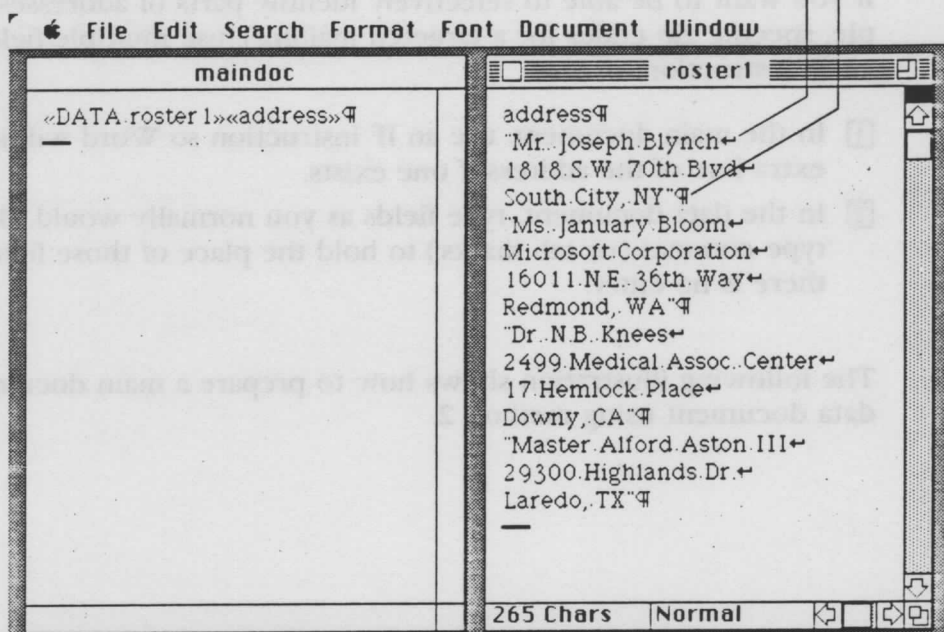 File Edit Search Format Font Document Window
maindoc
«DATA roster1»«address»¶
roster1
address¶
"Mr. Joseph Blynch↵
1818 S.W. 70th Blvd↵
South City, NY"¶
"Ms. January Bloom↵
Microsoft Corporation↵
16011 N.E. 36th Way↵
Redmond, WA"¶
"Dr. N.B. Knees↵
2499 Medical Assoc. Center↵
17 Hemlock Place↵
Downy, CA"¶
"Master Alford Aston III↵
29300 Highlands Dr.↵
Laredo, TX"¶
265 Chars Normal